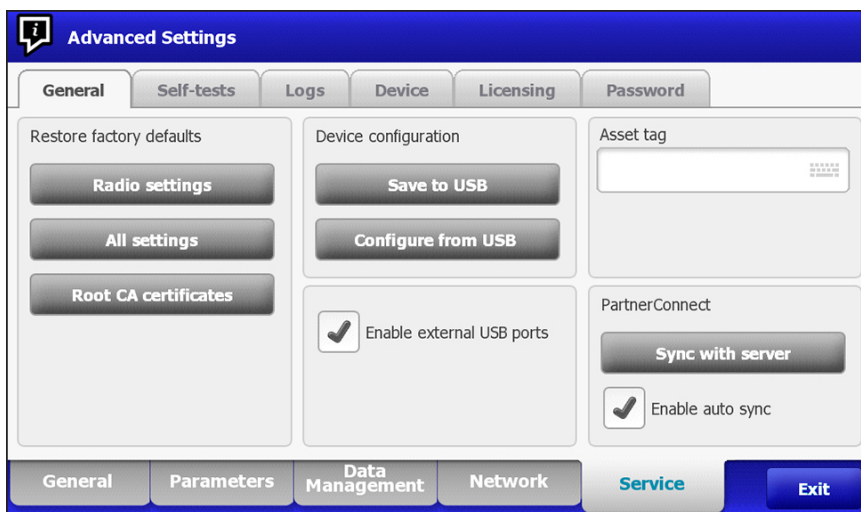 Advanced Settings
General
Self-tests
Logs
Device
Licensing
Password
Restore factory defaults
Radio settings
All settings
Root CA certificates
Device configuration
Save to USB
Configure from USB
Enable external USB ports
Asset tag
PartnerConnect
Sync with server
Enable auto sync
General
Parameters
Data
Management
Network
Service
Exit